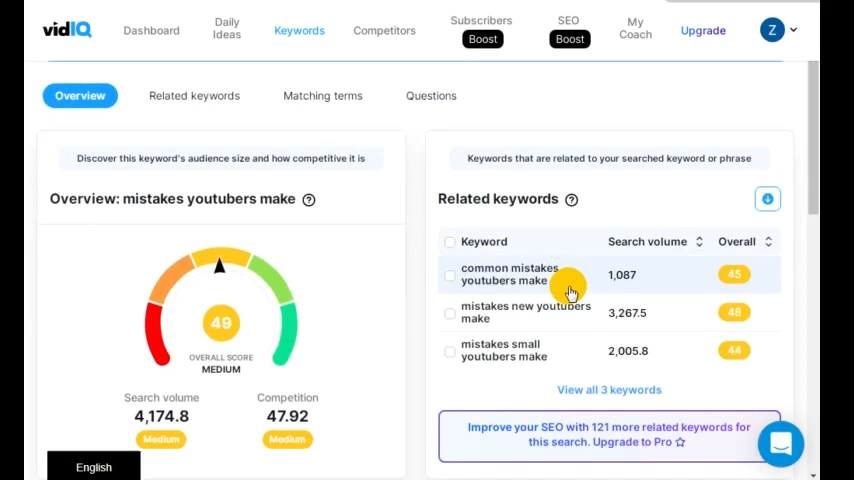 vidIQ
Dashboard
Daily
Ideas
Keywords
Competitors
Subscribers
Boost
SEO
Boost
My
Coach
Upgrade
Z
Overview
Related keywords
Matching terms
Questions
Discover this keyword's audience size and how competitive it is
Overview: mistakes youtubers make ?
49
OVERALL SCORE
MEDIUM
Search volume
4,174.8
Medium
Competition
47.92
Medium
Keywords that are related to your searched keyword or phrase
Related keywords ?
Keyword
Search volume
Overall
common mistakes
youtubers make
1,087
45
mistakes new youtubers
make
3,267.5
46
mistakes small
youtubers make
2,005.8
44
View all 3 keywords
Improve your SEO with 121 more related keywords for
this search. Upgrade to Pro ☆
English